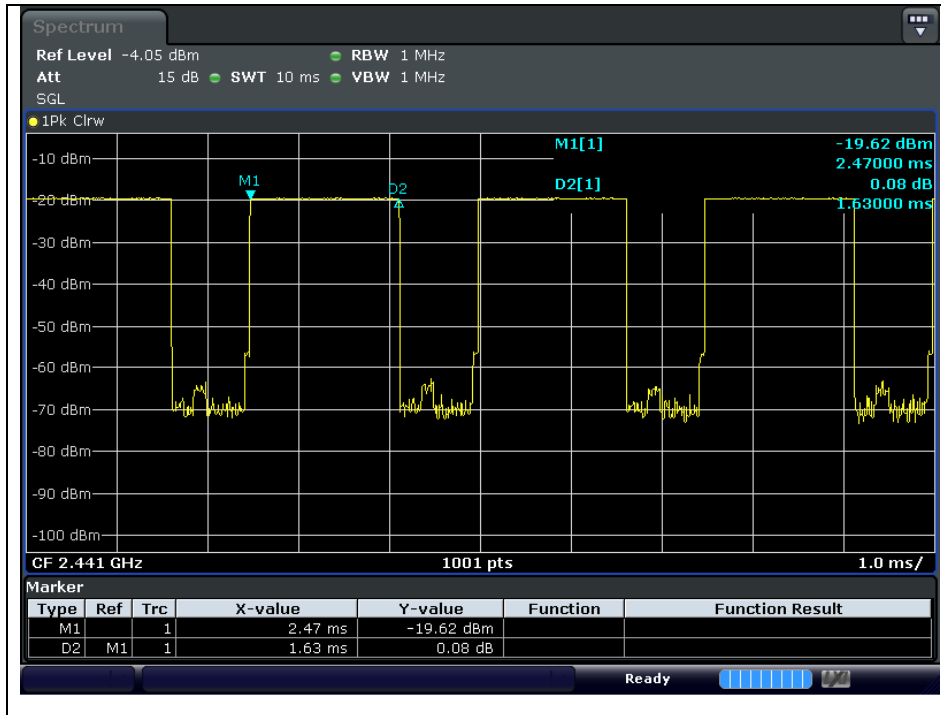 Spectrum
Ref Level -4.05 dBm RBW 1 MHz
Att 15 dB SWT 10 ms VBW 1 MHz
SGL
1Pk Clrw
M1[1] -19.62 dBm
2.47000 ms
D2[1] 0.08 dB
1.63000 ms
M1
D2
-10 dBm
-20 dBm
-30 dBm
-40 dBm
-50 dBm
-60 dBm
-70 dBm
-80 dBm
-90 dBm
-100 dBm
CF 2.441 GHz 1001 pts 1.0 ms/
Marker
Type Ref Trc X-value Y-value Function Function Result
M1 1 2.47 ms -19.62 dBm
D2 M1 1 1.63 ms 0.08 dB
Ready